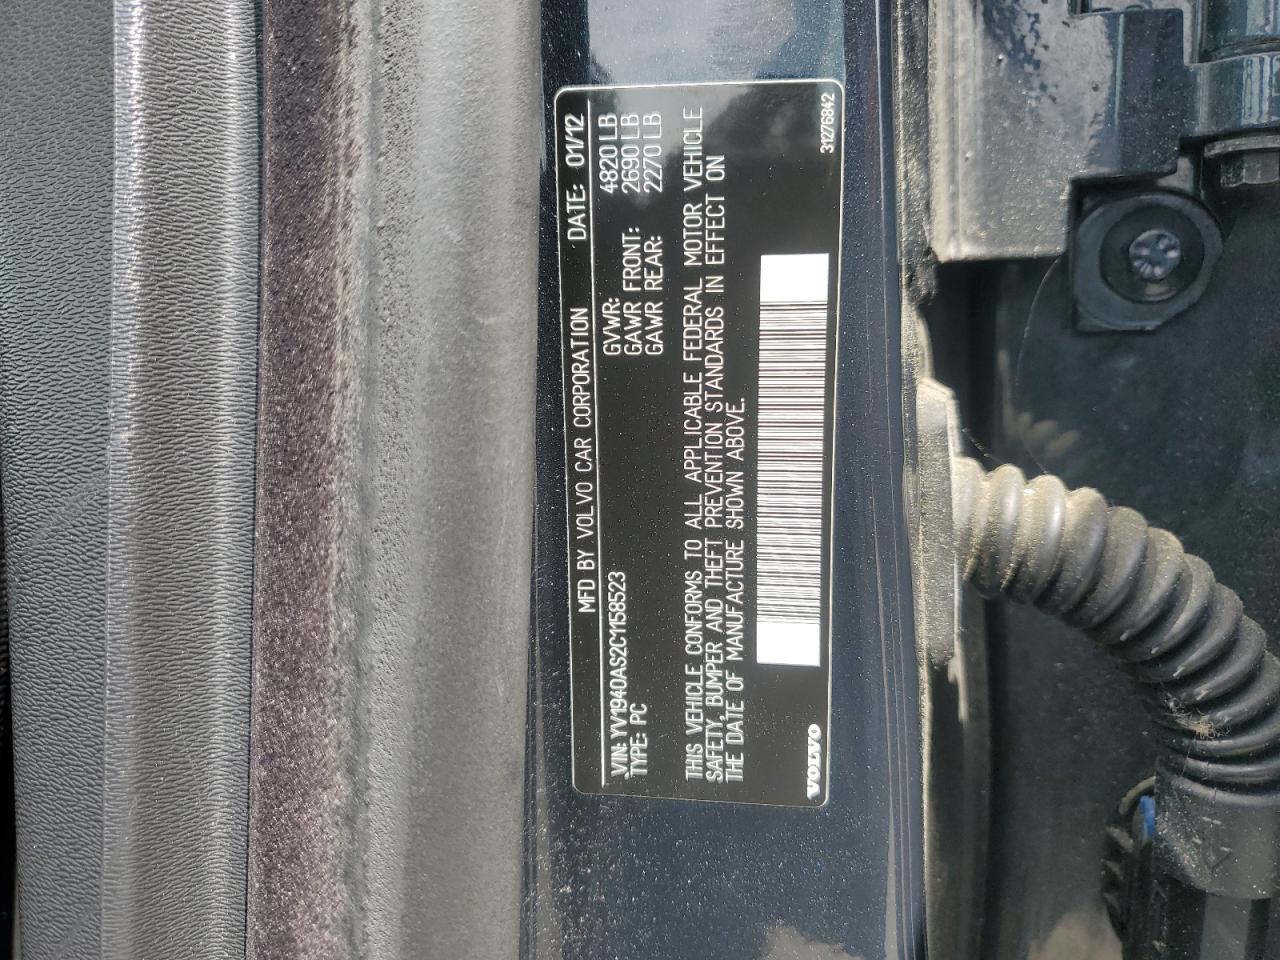 MFD BY VOLVO CAR CORPORATION DATE: 01/12
VIN: YV1940AS2C1158523 GVWR: 4820 LB
TYPE: PC GAWR FRONT: 2690 LB
GAWR REAR: 2270 LB
THIS VEHICLE CONFORMS TO ALL APPLICABLE FEDERAL MOTOR VEHICLE
SAFETY, BUMPER AND THEFT PREVENTION STANDARDS IN EFFECT ON
THE DATE OF MANUFACTURE SHOWN ABOVE.
VOLVO 31276842